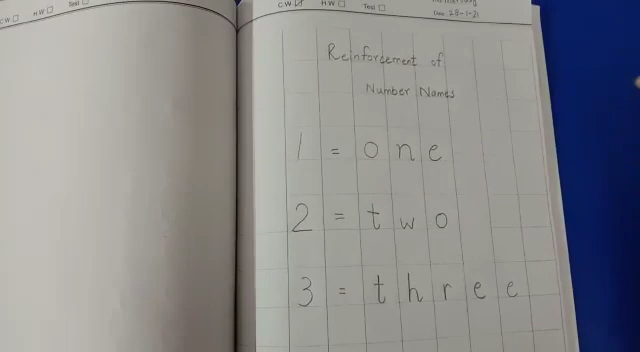 C.W H.W Test
C.W H.W Test
Date 28-1-21
Reinforcement of
Number Names
1 = one
2 = two
3 = three